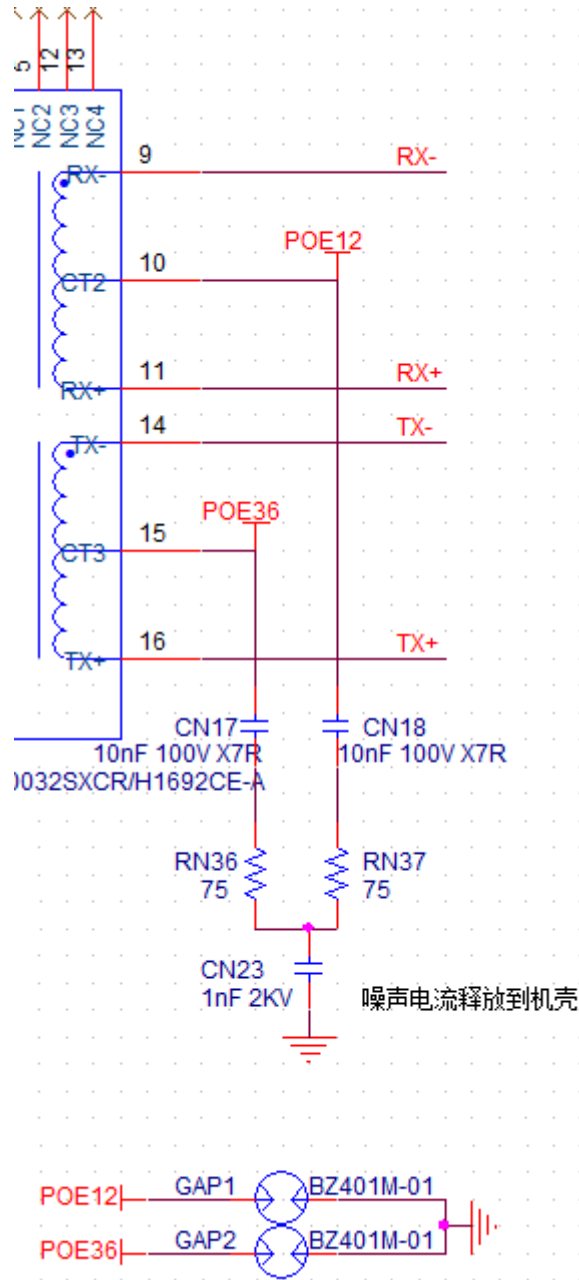 5
12
13
NC1
NC2
NC3
NC4
RX-
9
RX-
POE12
10
CT2
11
RX+
RX+
14
TX-
TX-
POE36
15
CT3
16
TX+
TX+
CN17
10nF 100V X7R
CN18
10nF 100V X7R
0032SXCR/H1692CE-A
RN36
75
RN37
75
CN23
1nF 2KV
噪声电流释放到机壳
POE12
GAP1
BZ401M-01
POE36
GAP2
BZ401M-01